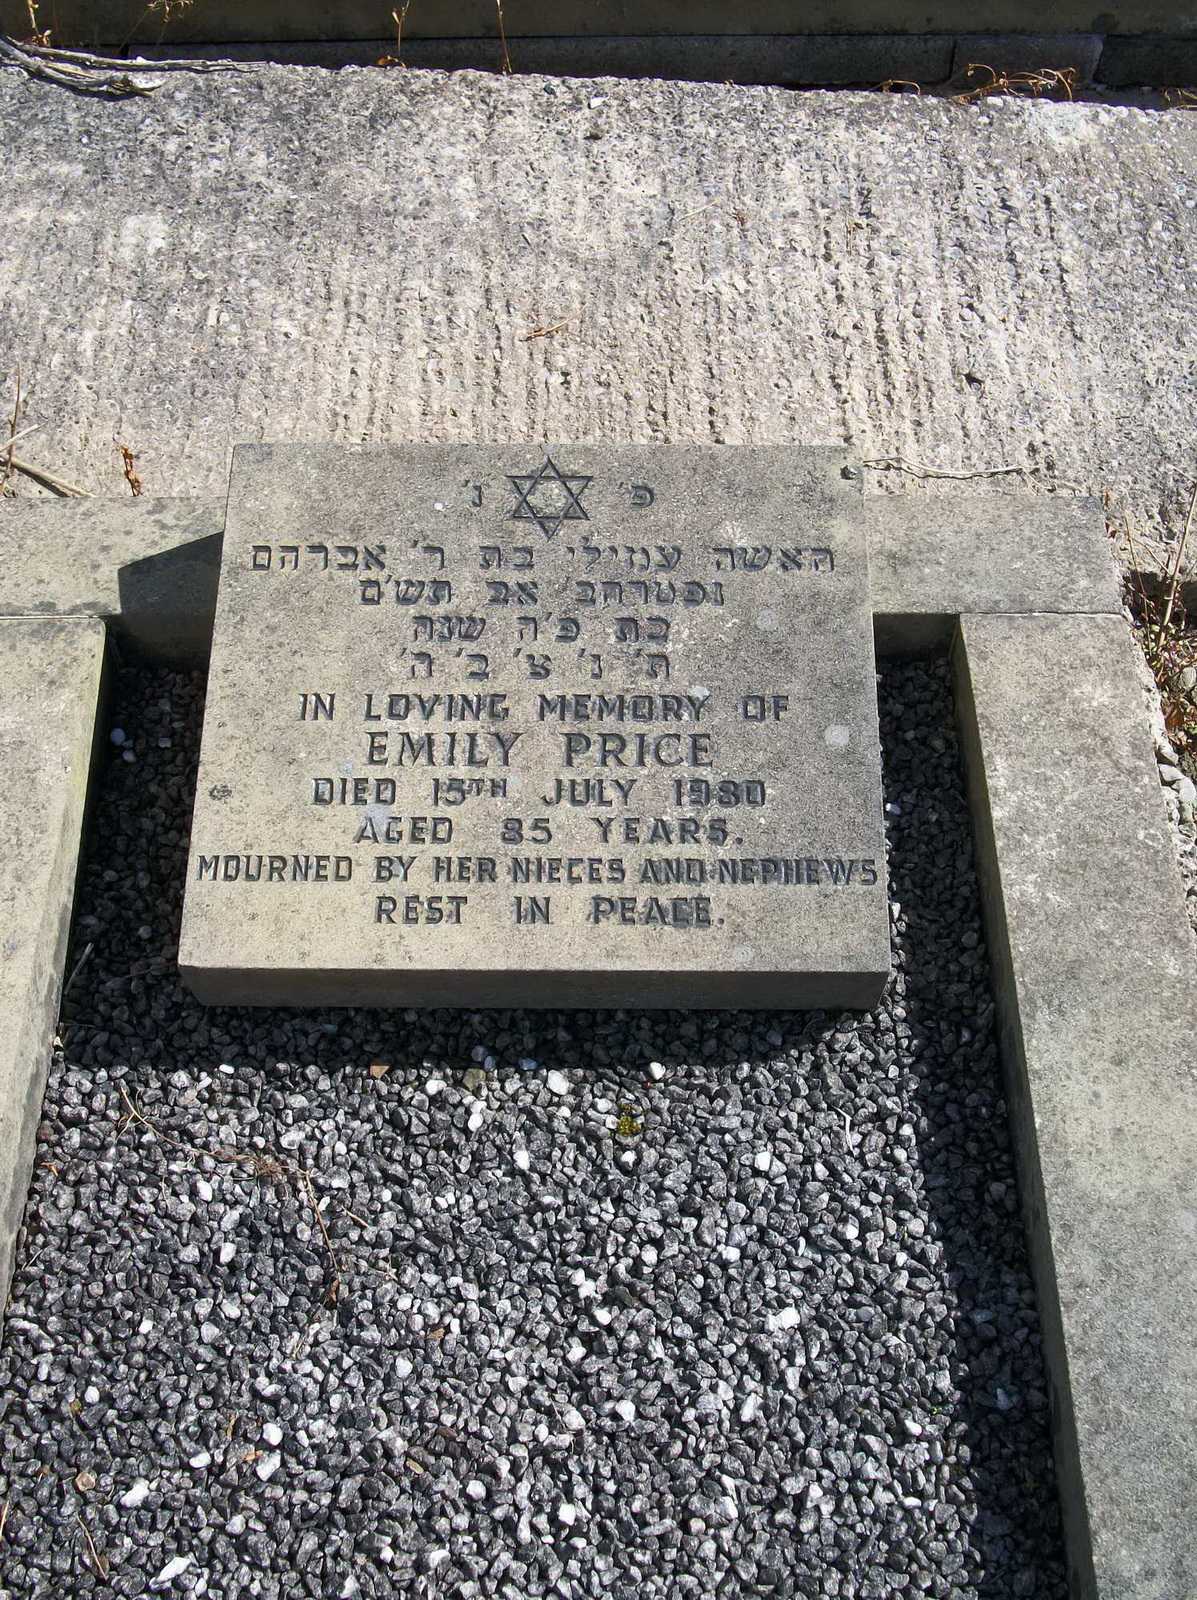 פ׳ נ׳
האשה עמילי בת ר׳ אברהם
נפטרהב׳ אב תש״ם
בת פ״ה שנה
ת׳ נ׳ צ׳ ב׳ ה׳
IN LOVING MEMORY OF
EMILY PRICE
DIED 15TH JULY 1980
AGED 85 YEARS.
MOURNED BY HER NIECES AND NEPHEWS
REST IN PEACE.